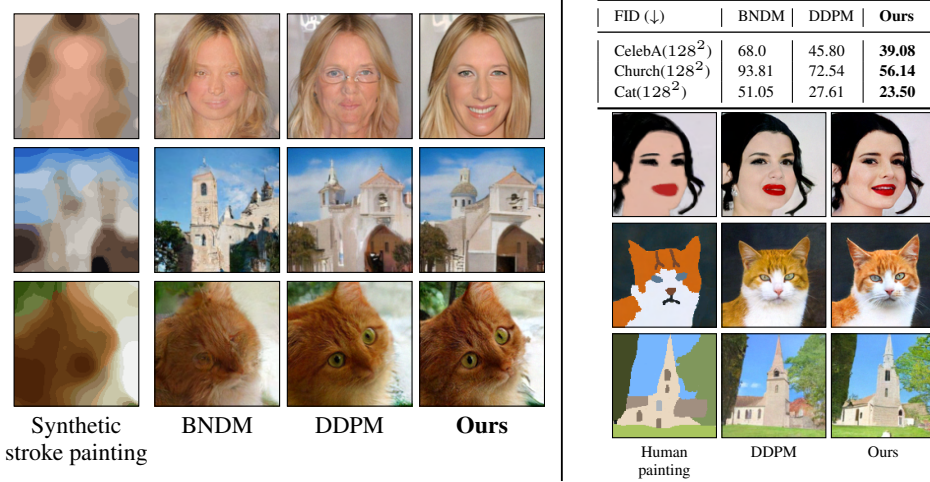 Synthetic
stroke painting
BNDM
DDPM
Ours
FID (↓) BNDM DDPM Ours
CelebA(128²) 68.0 45.80 39.08
Church(128²) 93.81 72.54 56.14
Cat(128²) 51.05 27.61 23.50
Human
painting
DDPM
Ours